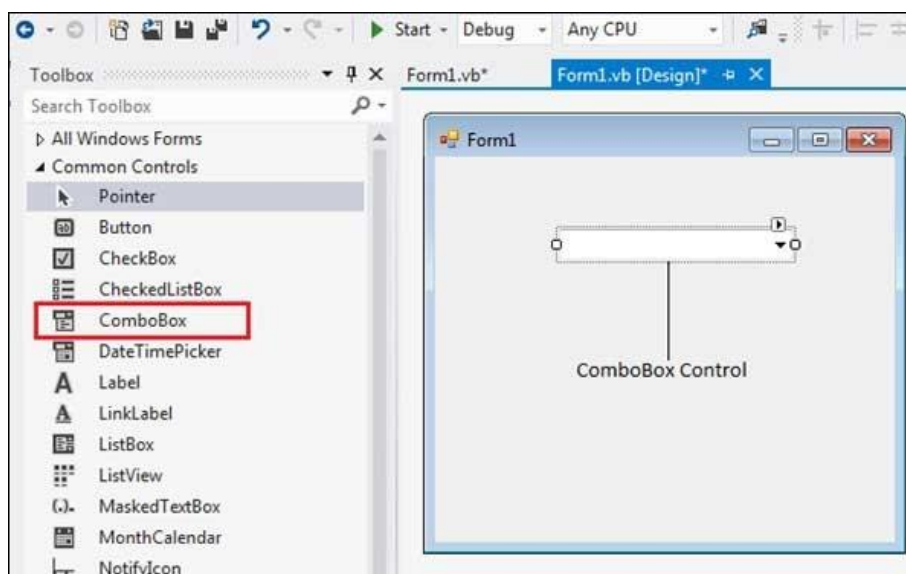 Start Debug Any CPU
Toolbox
Form1.vb*
Form1.vb [Design]*
Search Toolbox
All Windows Forms
Common Controls
Pointer
Button
CheckBox
CheckedListBox
ComboBox
DateTimePicker
Label
LinkLabel
ListBox
ListView
MaskedTextBox
MonthCalendar
NotifyIcon
Form1
ComboBox Control